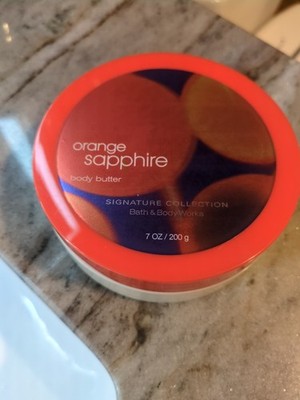 orange
sapphire
body butter
SIGNATURE COLLECTION
Bath & Body Works
7 OZ / 200 g